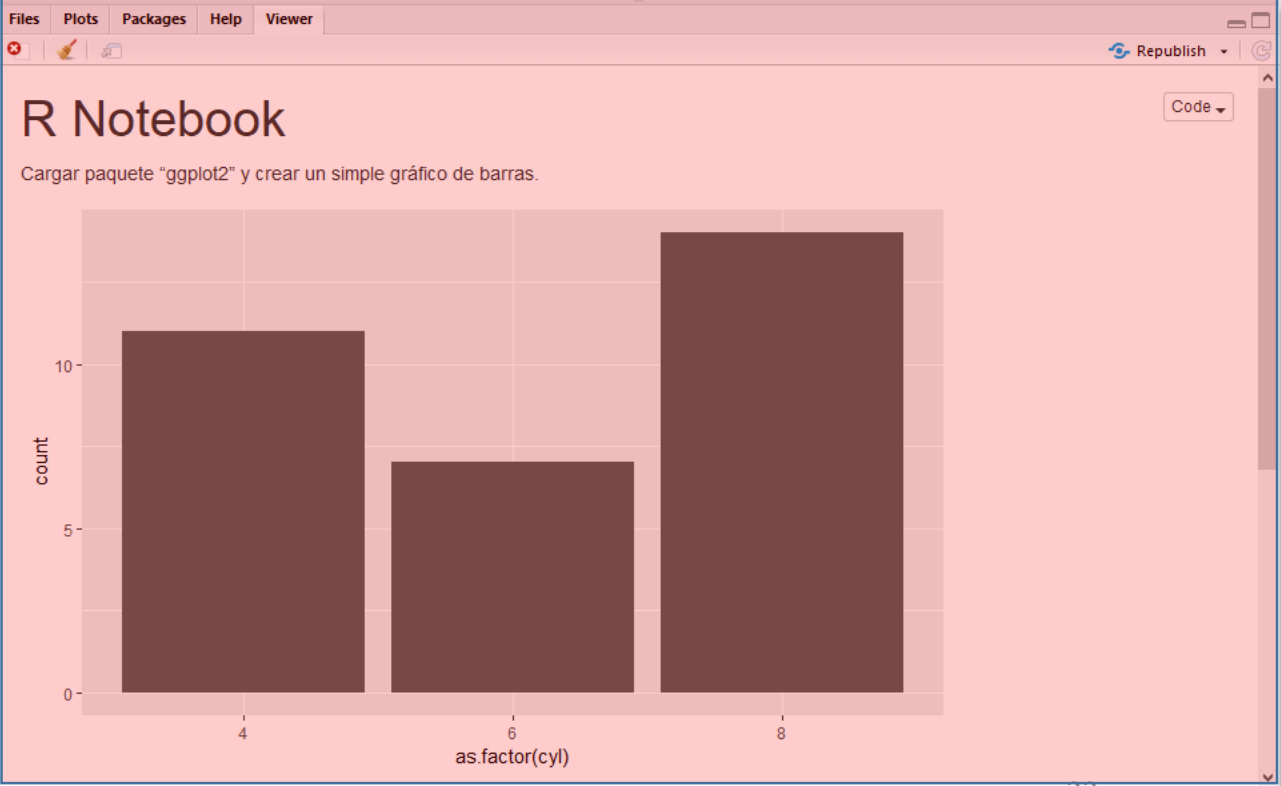 Files Plots Packages Help Viewer
Republish
R Notebook
Code
Cargar paquete “ggplot2” y crear un simple gráfico de barras.
10
5
0
count
4 6 8
as.factor(cyl)